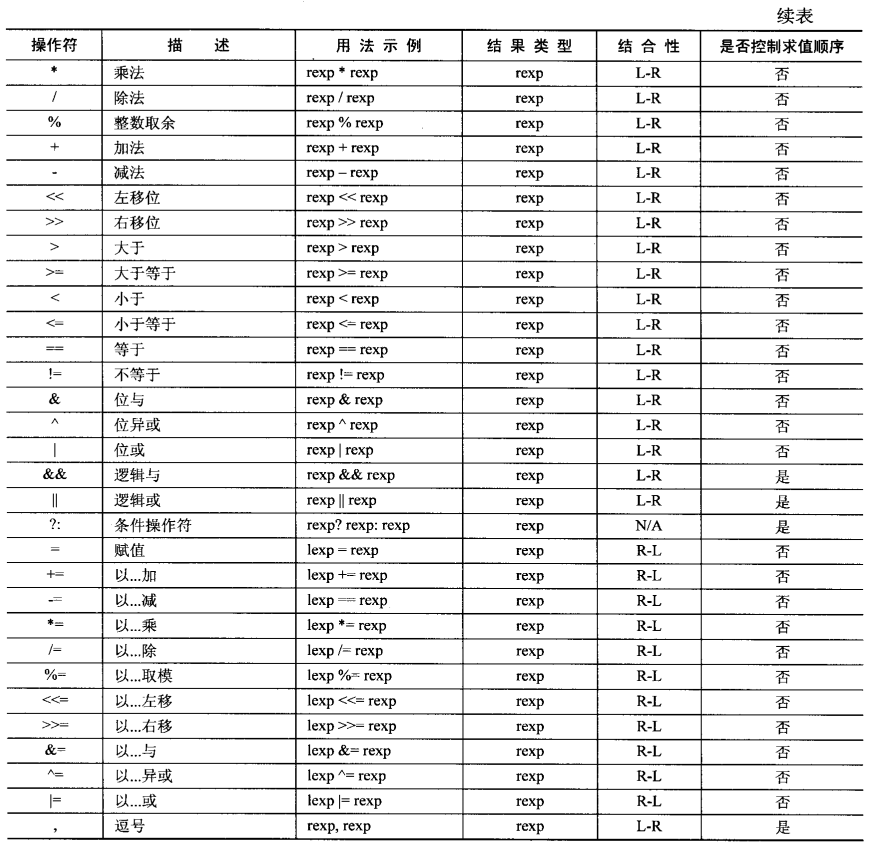 续表
操作符 描 述 用 法 示 例 结 果 类 型 结 合 性 是否控制求值顺序
* 乘法 rexp * rexp rexp L-R 否
/ 除法 rexp / rexp rexp L-R 否
% 整数取余 rexp % rexp rexp L-R 否
+ 加法 rexp + rexp rexp L-R 否
- 减法 rexp – rexp rexp L-R 否
<< 左移位 rexp << rexp rexp L-R 否
>> 右移位 rexp >> rexp rexp L-R 否
> 大于 rexp > rexp rexp L-R 否
>= 大于等于 rexp >= rexp rexp L-R 否
< 小于 rexp < rexp rexp L-R 否
<= 小于等于 rexp <= rexp rexp L-R 否
== 等于 rexp == rexp rexp L-R 否
!= 不等于 rexp != rexp rexp L-R 否
& 位与 rexp & rexp rexp L-R 否
^ 位异或 rexp ^ rexp rexp L-R 否
| 位或 rexp | rexp rexp L-R 否
&& 逻辑与 rexp && rexp rexp L-R 是
|| 逻辑或 rexp || rexp rexp L-R 是
?: 条件操作符 rexp? rexp: rexp rexp N/A 是
= 赋值 lexp = rexp rexp R-L 否
+= 以...加 lexp += rexp rexp R-L 否
-= 以...减 lexp == rexp rexp R-L 否
*= 以...乘 lexp *= rexp rexp R-L 否
/= 以...除 lexp /= rexp rexp R-L 否
%= 以...取模 lexp %= rexp rexp R-L 否
<<= 以...左移 lexp <<= rexp rexp R-L 否
>>= 以...右移 lexp >>= rexp rexp R-L 否
&= 以...与 lexp &= rexp rexp R-L 否
^= 以...异或 lexp ^= rexp rexp R-L 否
|= 以...或 lexp |= rexp rexp R-L 否
, 逗号 rexp, rexp rexp L-R 是